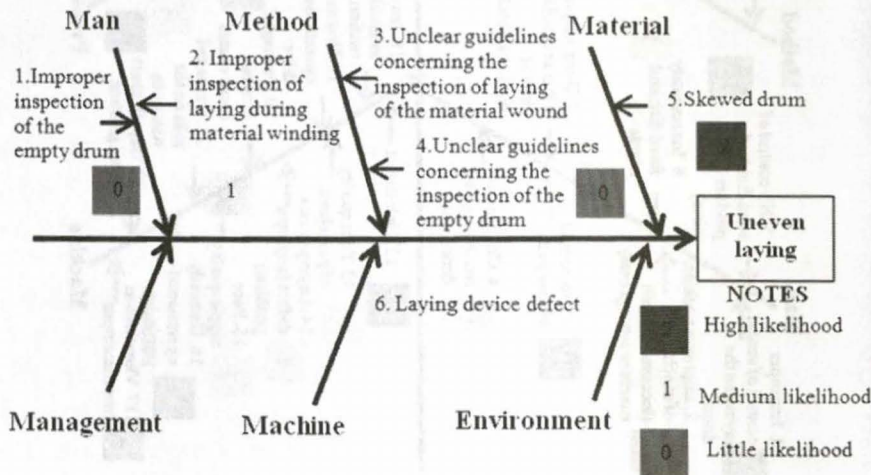 Man
Method
Material
1.Improper
inspection
of the
empty drum
0
2. Improper
inspection of
laying during
material winding
1
3.Unclear guidelines
concerning the
inspection of laying
of the material wound
4.Unclear guidelines
concerning the
inspection of the
empty drum
0
5.Skewed drum
Uneven
laying
6. Laying device defect
NOTES
High likelihood
1
Medium likelihood
0
Little likelihood
Management
Machine
Environment